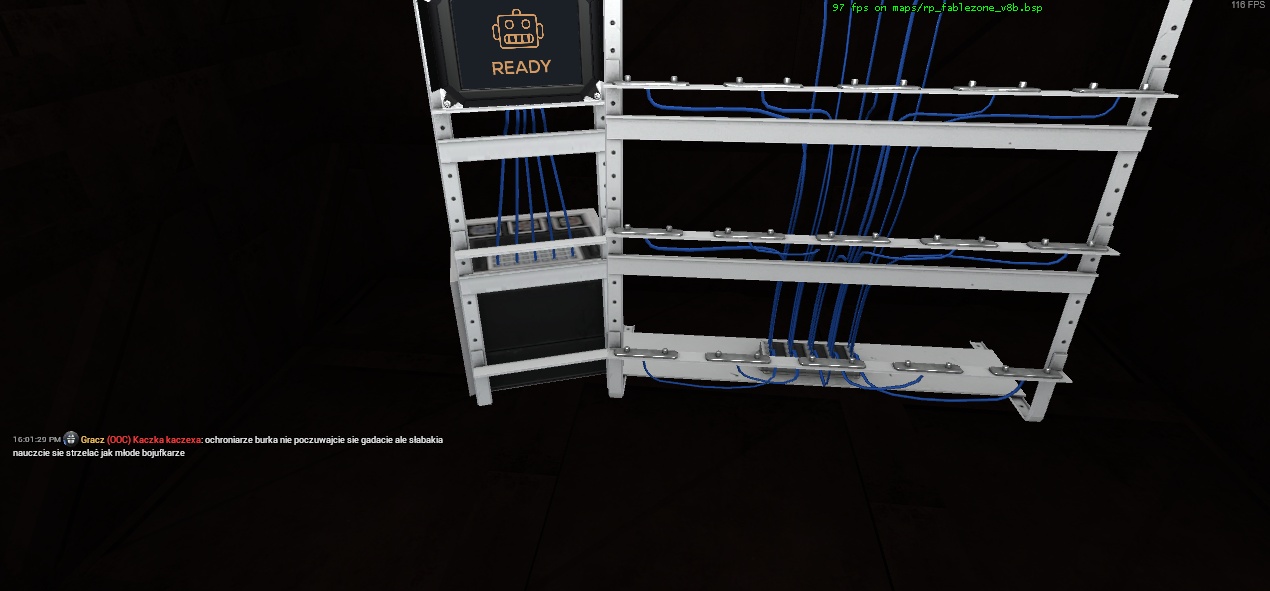 97 fps on maps/rp_fablezone_v8b.bsp
116 FPS
READY
16:01:29 PM Gracz (OOC) Kaczka kaczexa: ochroniarze burka nie poczuwajcie sie gadacie ale słabakia
nauczcie sie strzelać jak młode bojufkarze